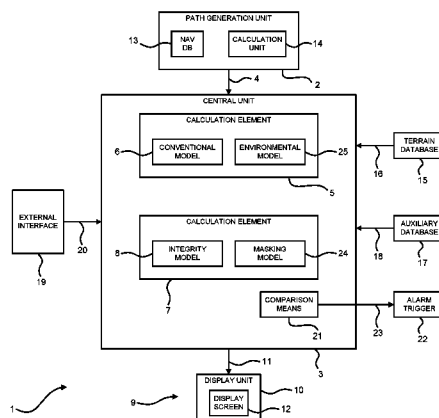 PATH GENERATION UNIT
13
NAV
DB
CALCULATION
UNIT
14
4
2
CENTRAL UNIT
CALCULATION ELEMENT
6
CONVENTIONAL
MODEL
ENVIRONMENTAL
MODEL
25
5
16
TERRAIN
DATABASE
15
EXTERNAL
INTERFACE
19
20
CALCULATION ELEMENT
8
INTEGRITY
MODEL
MASKING
MODEL
24
7
18
AUXILIARY
DATABASE
17
COMPARISON
MEANS
21
23
ALARM
TRIGGER
22
3
11
1
9
DISPLAY UNIT
DISPLAY
SCREEN
10
12